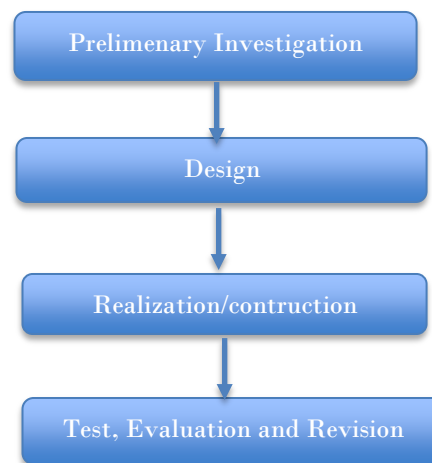 Prelimenary Investigation
Design
Realization/contruction
Test, Evaluation and Revision